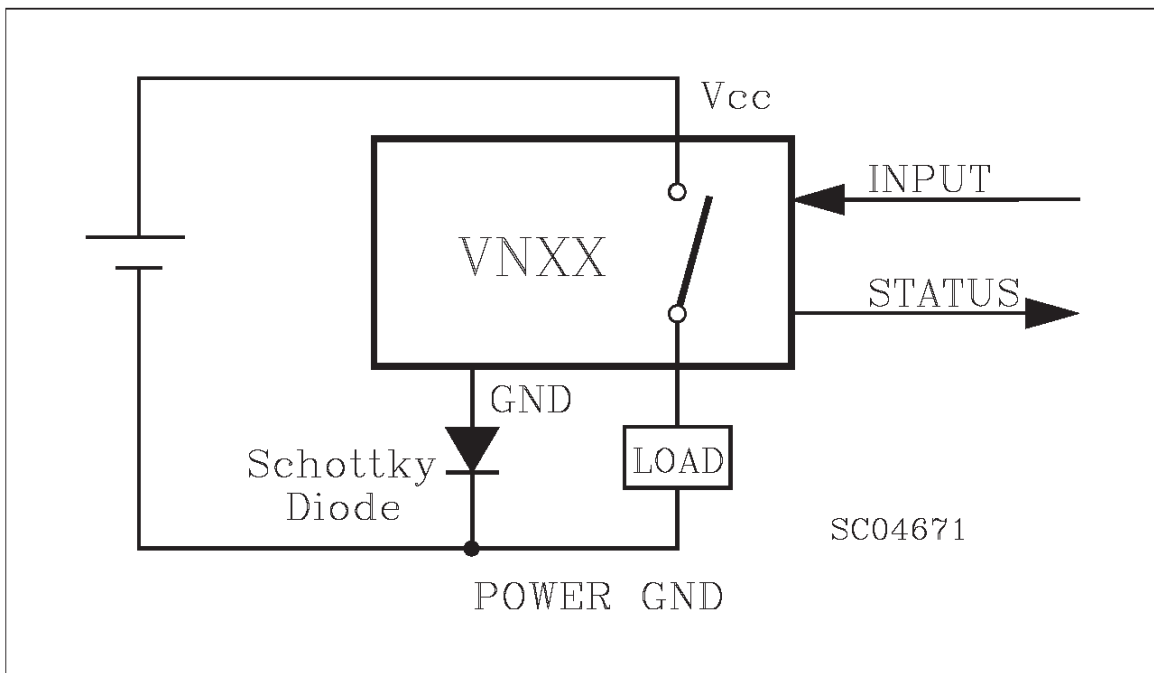 Vcc
INPUT
VNXX
STATUS
GND
Schottky
Diode
LOAD
SC04671
POWER GND